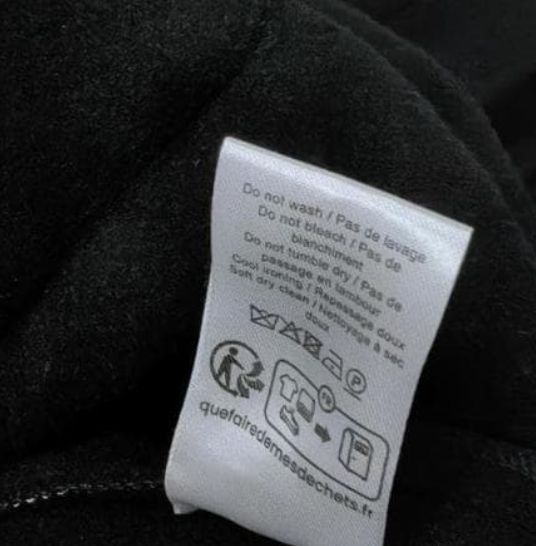 Do not wash / Pas de lavage
Do not bleach / Pas de
blanchiment
Do not tumble dry / Pas de
passage en tambour
Cool ironing / Repassage doux
Soft dry clean / Nettoyage à sec
doux
P
FR
quefairedemesdechets.fr